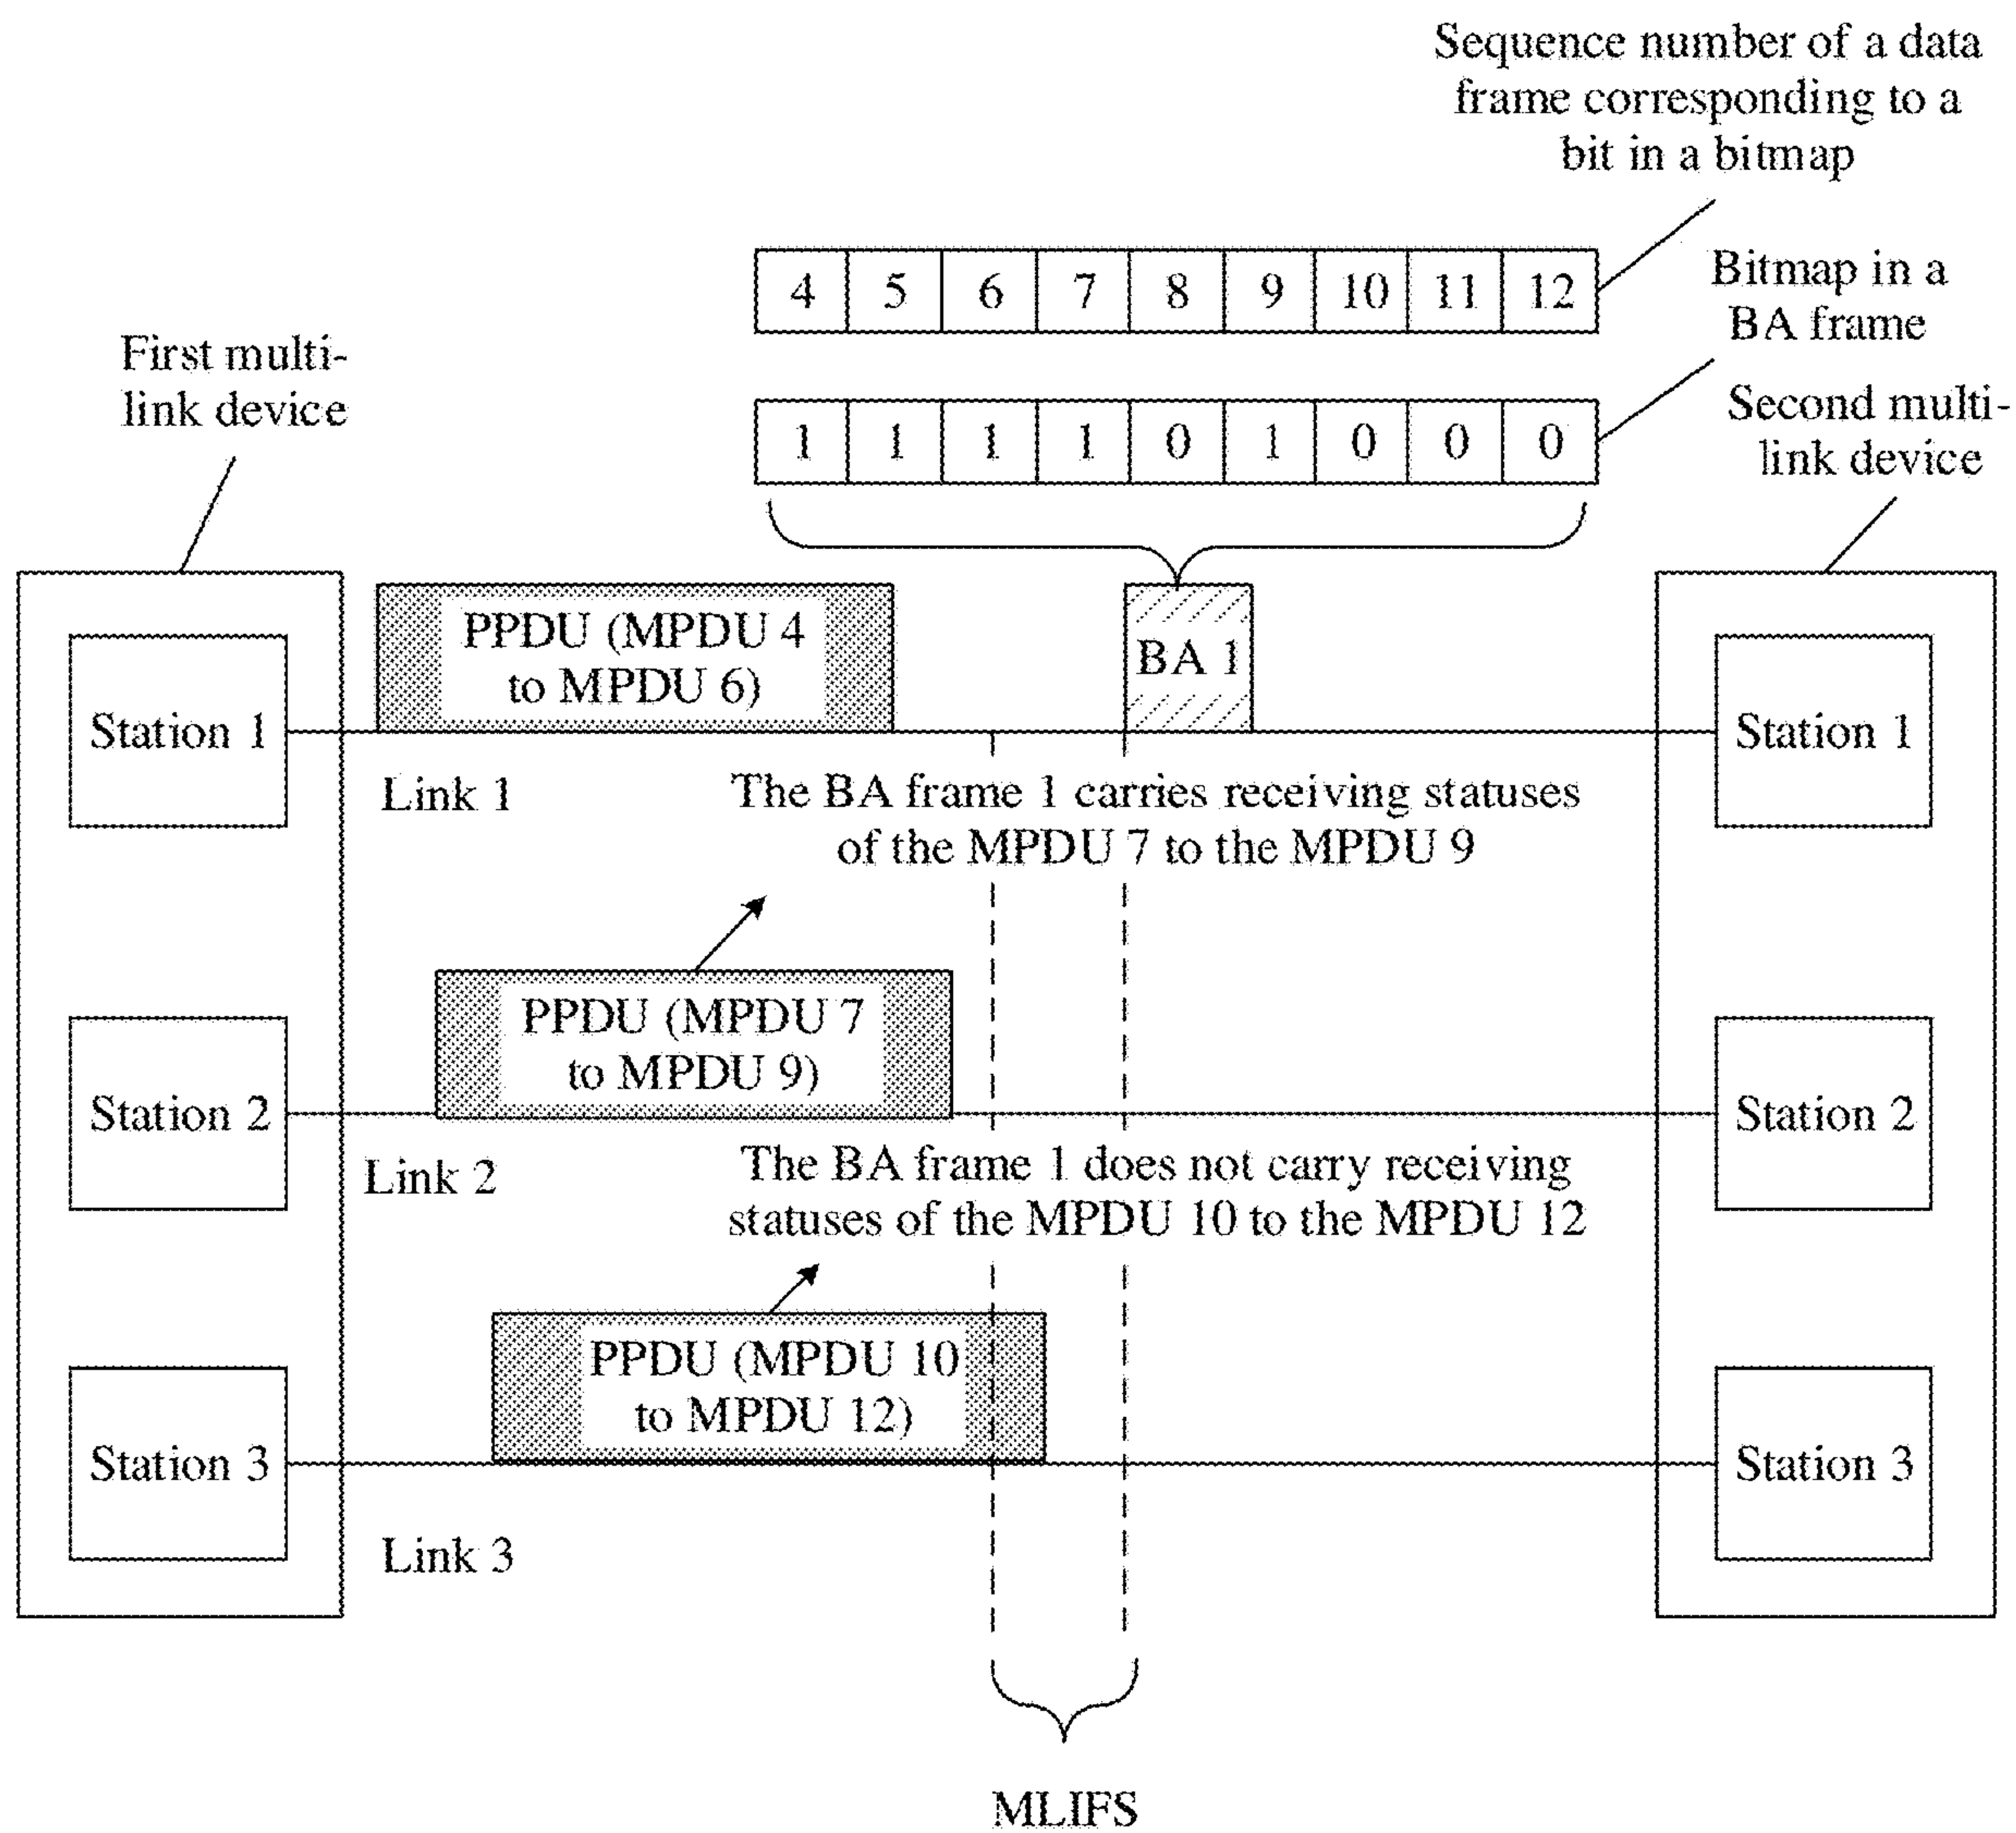 Sequence number of a data
frame corresponding to a
bit in a bitmap
4 5 6 7 8 9 10 11 12
Bitmap in a
BA frame
First multi-
link device
1 1 1 1 0 1 0 0 0
Second multi-
link device
PPDU (MPDU 4
to MPDU 6)
BA 1
Station 1
Station 1
Link 1
The BA frame 1 carries receiving statuses
of the MPDU 7 to the MPDU 9
PPDU (MPDU 7
to MPDU 9)
Station 2
Station 2
Link 2
The BA frame 1 does not carry receiving
statuses of the MPDU 10 to the MPDU 12
PPDU (MPDU 10
to MPDU 12)
Station 3
Station 3
Link 3
MLIFS